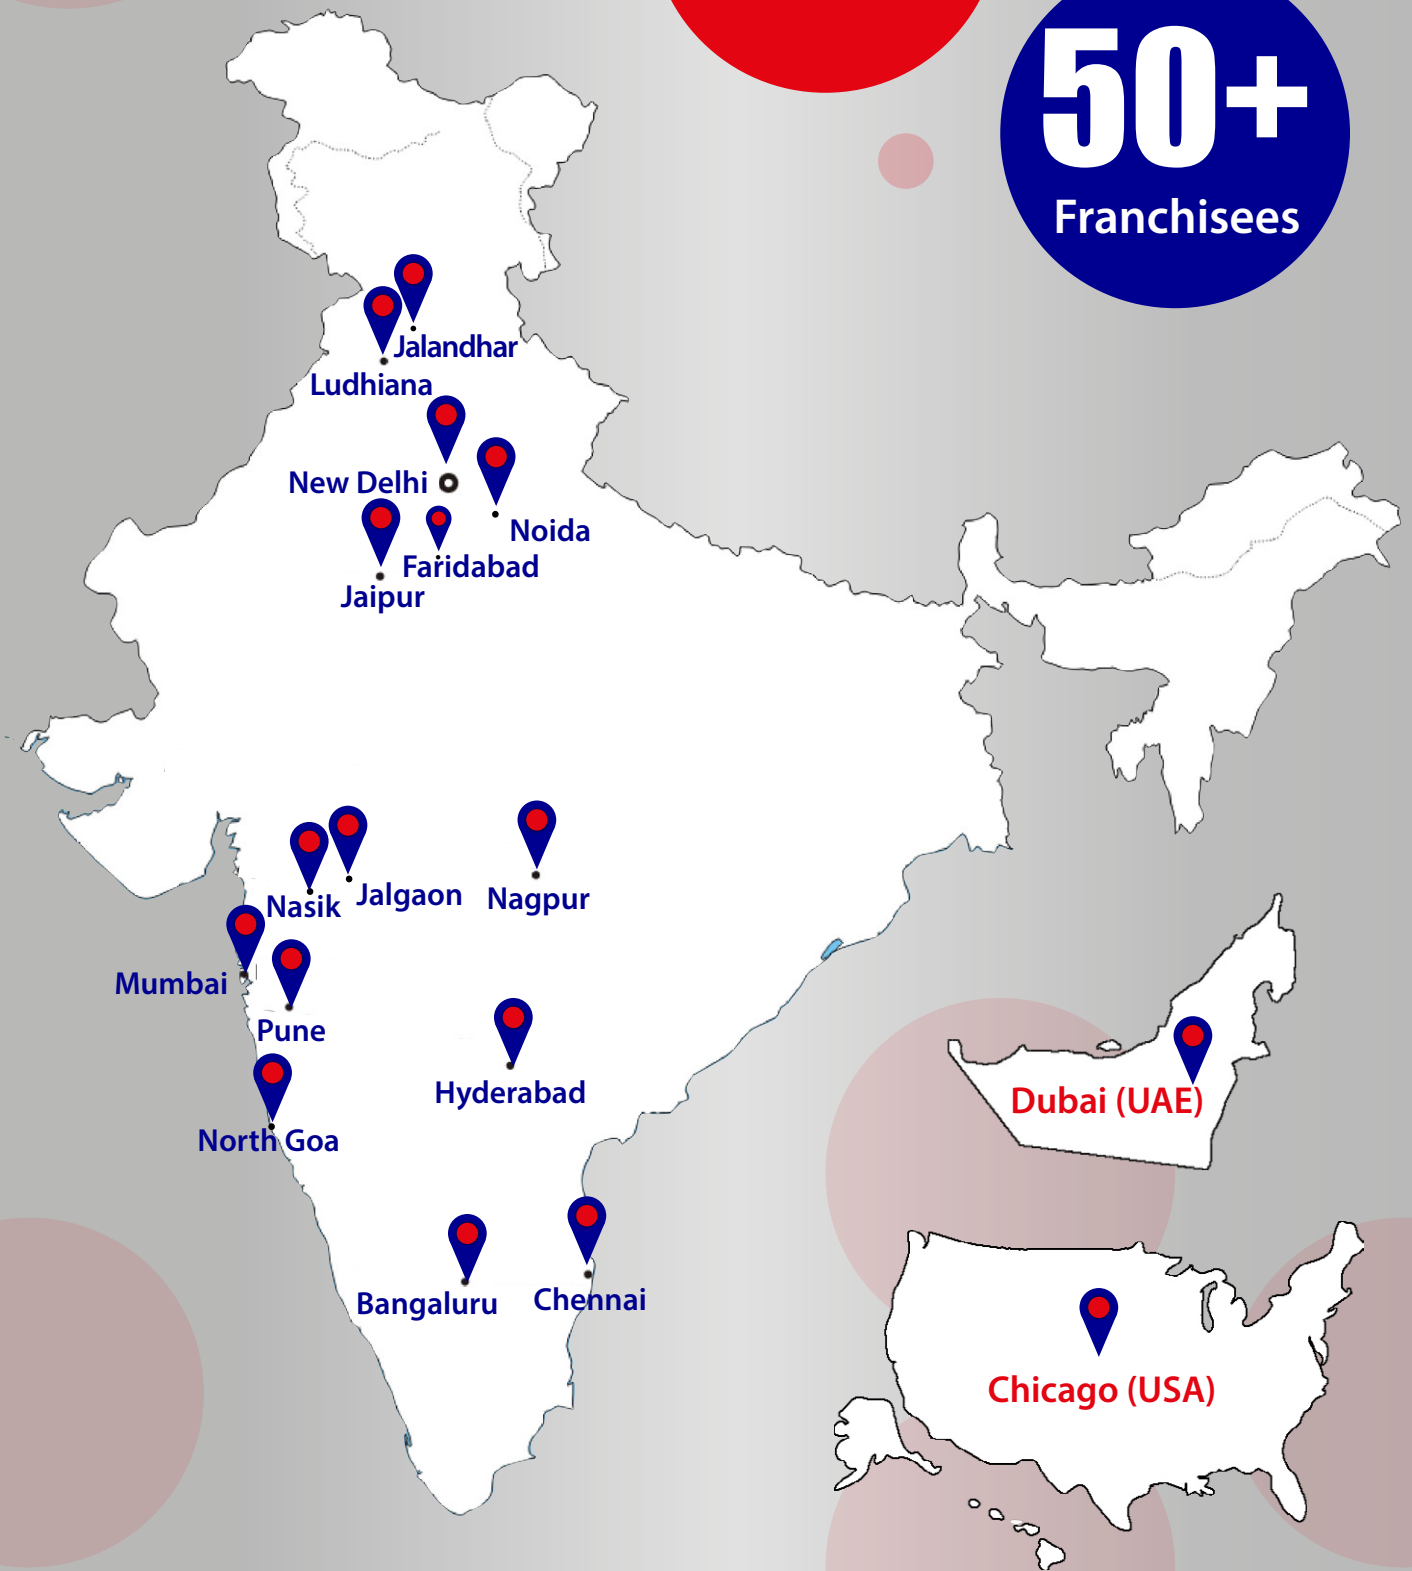 50+
Franchisees
Jalandhar
Ludhiana
New Delhi
Noida
Faridabad
Jaipur
Nasik
Jalgaon
Nagpur
Mumbai
Pune
Hyderabad
North Goa
Dubai (UAE)
Bangaluru
Chennai
Chicago (USA)